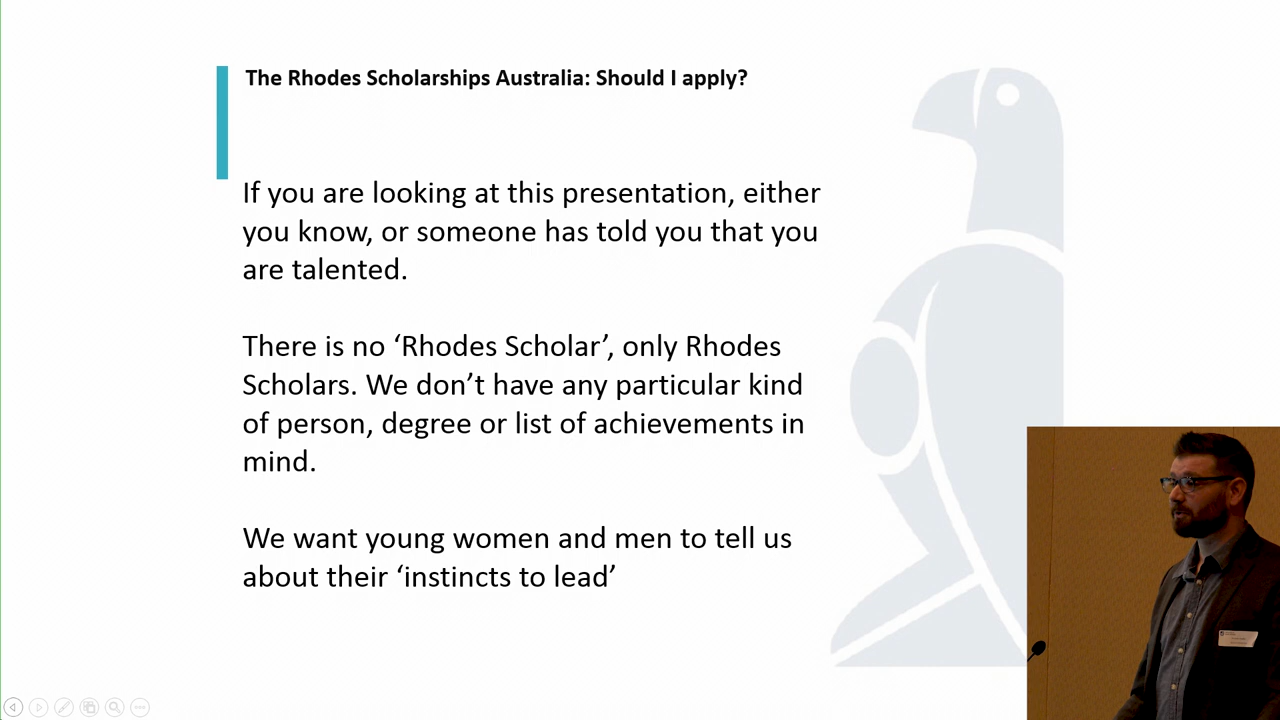 The Rhodes Scholarships Australia: Should I apply?
If you are looking at this presentation, either
you know, or someone has told you that you
are talented.
There is no ‘Rhodes Scholar’, only Rhodes
Scholars. We don’t have any particular kind
of person, degree or list of achievements in
mind.
We want young women and men to tell us
about their ‘instincts to lead’